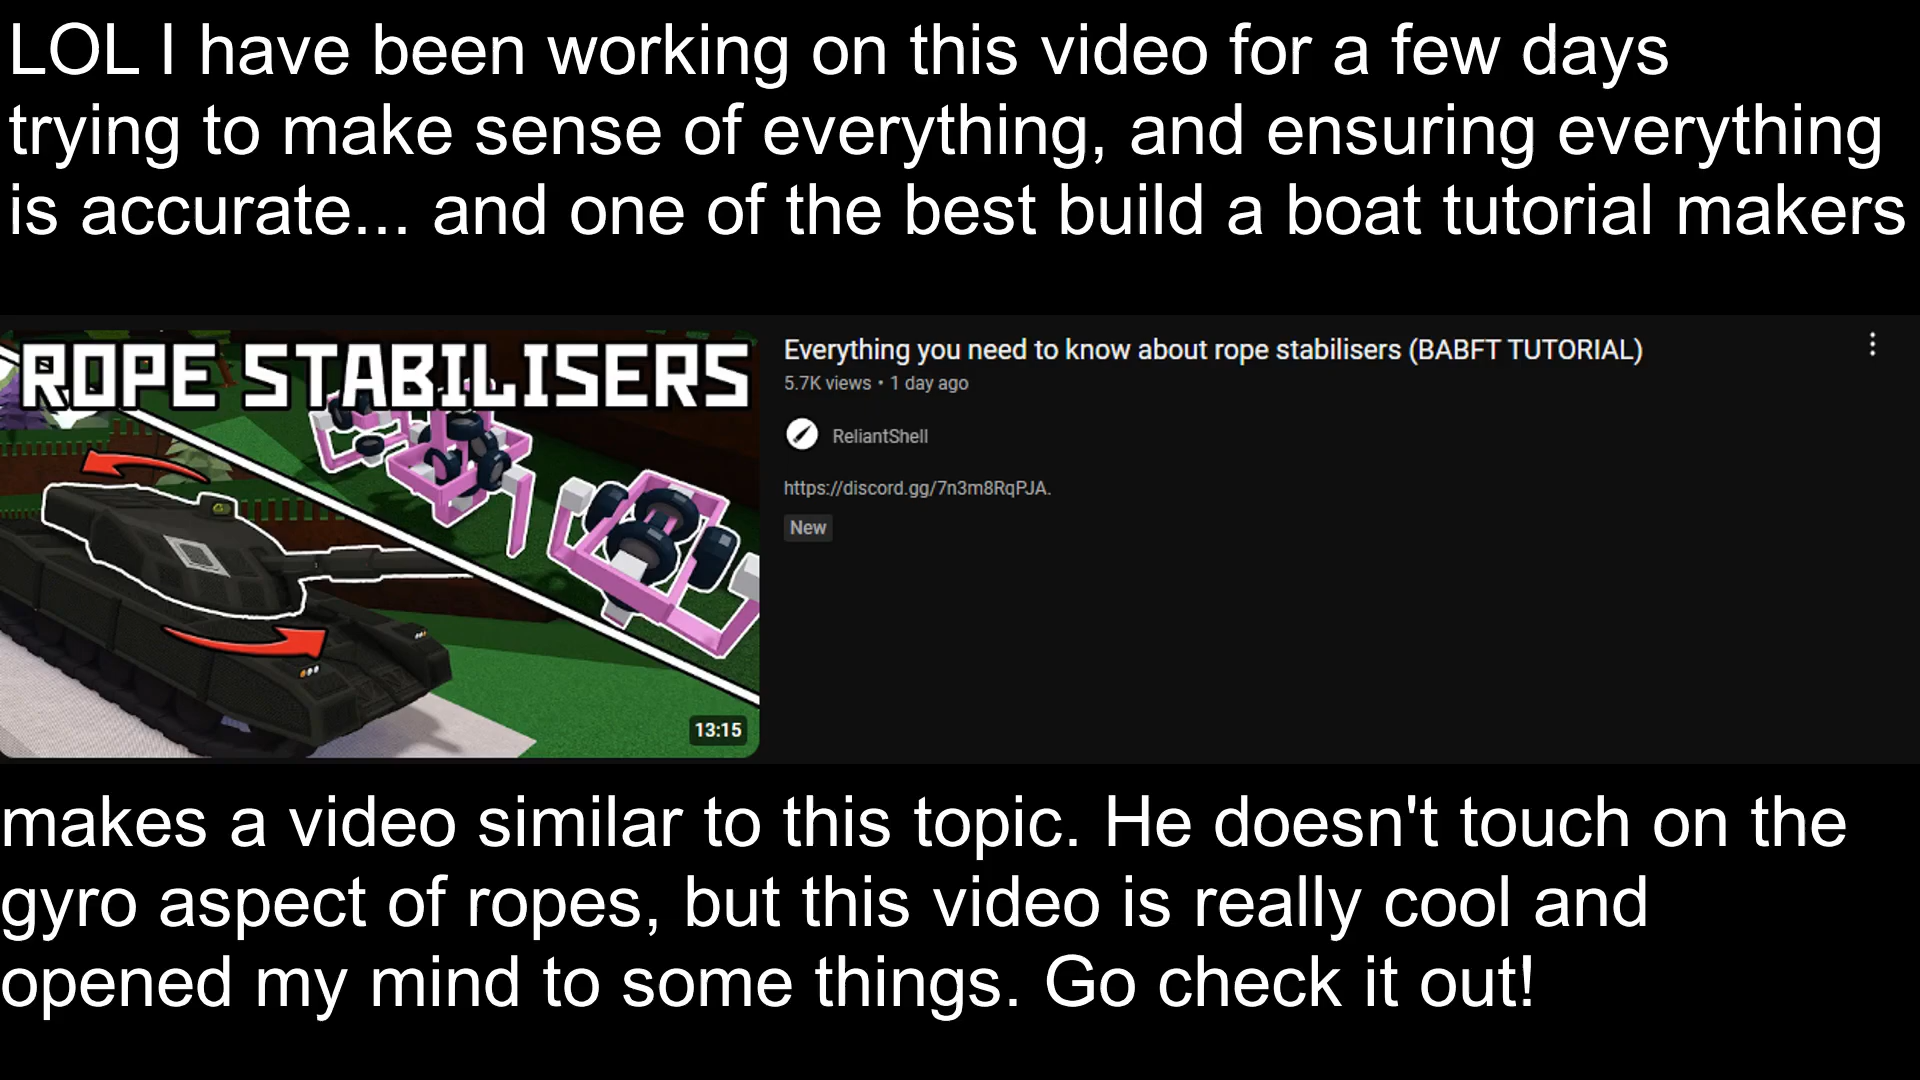 LOL I have been working on this video for a few days
trying to make sense of everything, and ensuring everything
is accurate... and one of the best build a boat tutorial makers
ROPE STABILISERS
13:15
Everything you need to know about rope stabilisers (BABFT TUTORIAL)
5.7K views • 1 day ago
ReliantShell
https://discord.gg/7n3m8RqPJA.
New
makes a video similar to this topic. He doesn't touch on the
gyro aspect of ropes, but this video is really cool and
opened my mind to some things. Go check it out!